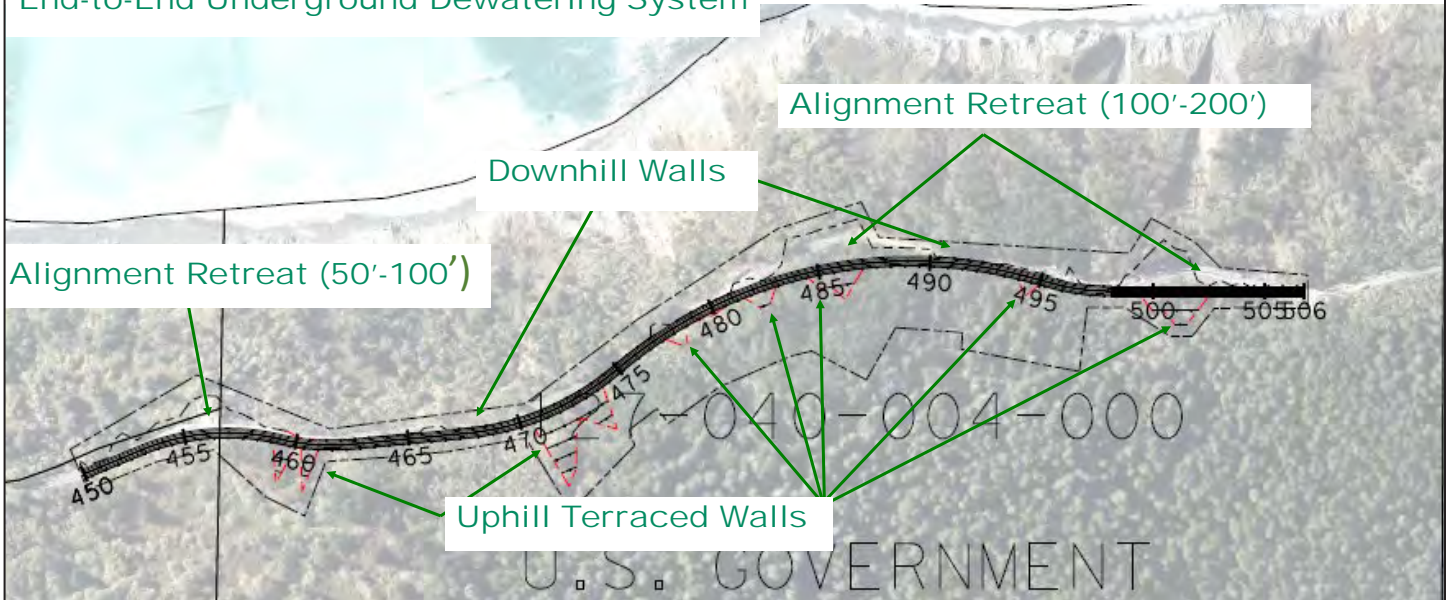 End-to-End Underground Dewatering System
Alignment Retreat (100'-200')
Downhill Walls
Alignment Retreat (50'-100')
450
455
460
465
470
475
480
485
490
495
500
505
506
7-040-004-000
Uphill Terraced Walls
U.S. GOVERNMENT